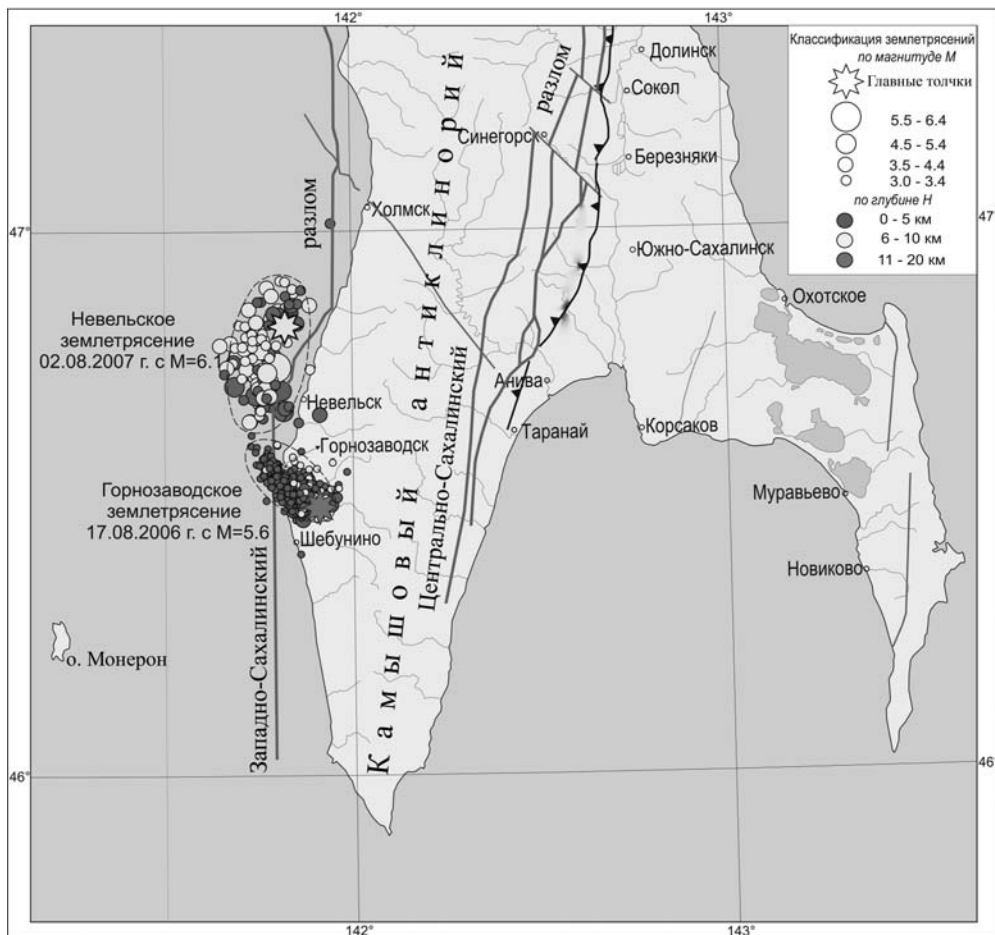 142°
143°
Классификация землетрясений
по магнитуде М
Главные толчки
5.5 - 6.4
4.5 - 5.4
3.5 - 4.4
3.0 - 3.4
по глубине Н
0 - 5 км
6 - 10 км
11 - 20 км
Долинск
Сокол
разлом
Синегорск
Березняки
Холмск
47°
47°
разлом
Южно-Сахалинск
Охотское
Невельское
землетрясение
02.08.2007 г. с М=6.1
Анива
Невельск
Таранай
Корсаков
Горнозаводск
Горнозаводское
землетрясение
17.08.2006 г. с М=5.6
Муравьево
Шебунино
Новиково
Центрально-Сахалинский
Камышовый антиклинорий
Западно-Сахалинский
о. Монерон
46°
46°
142°
143°